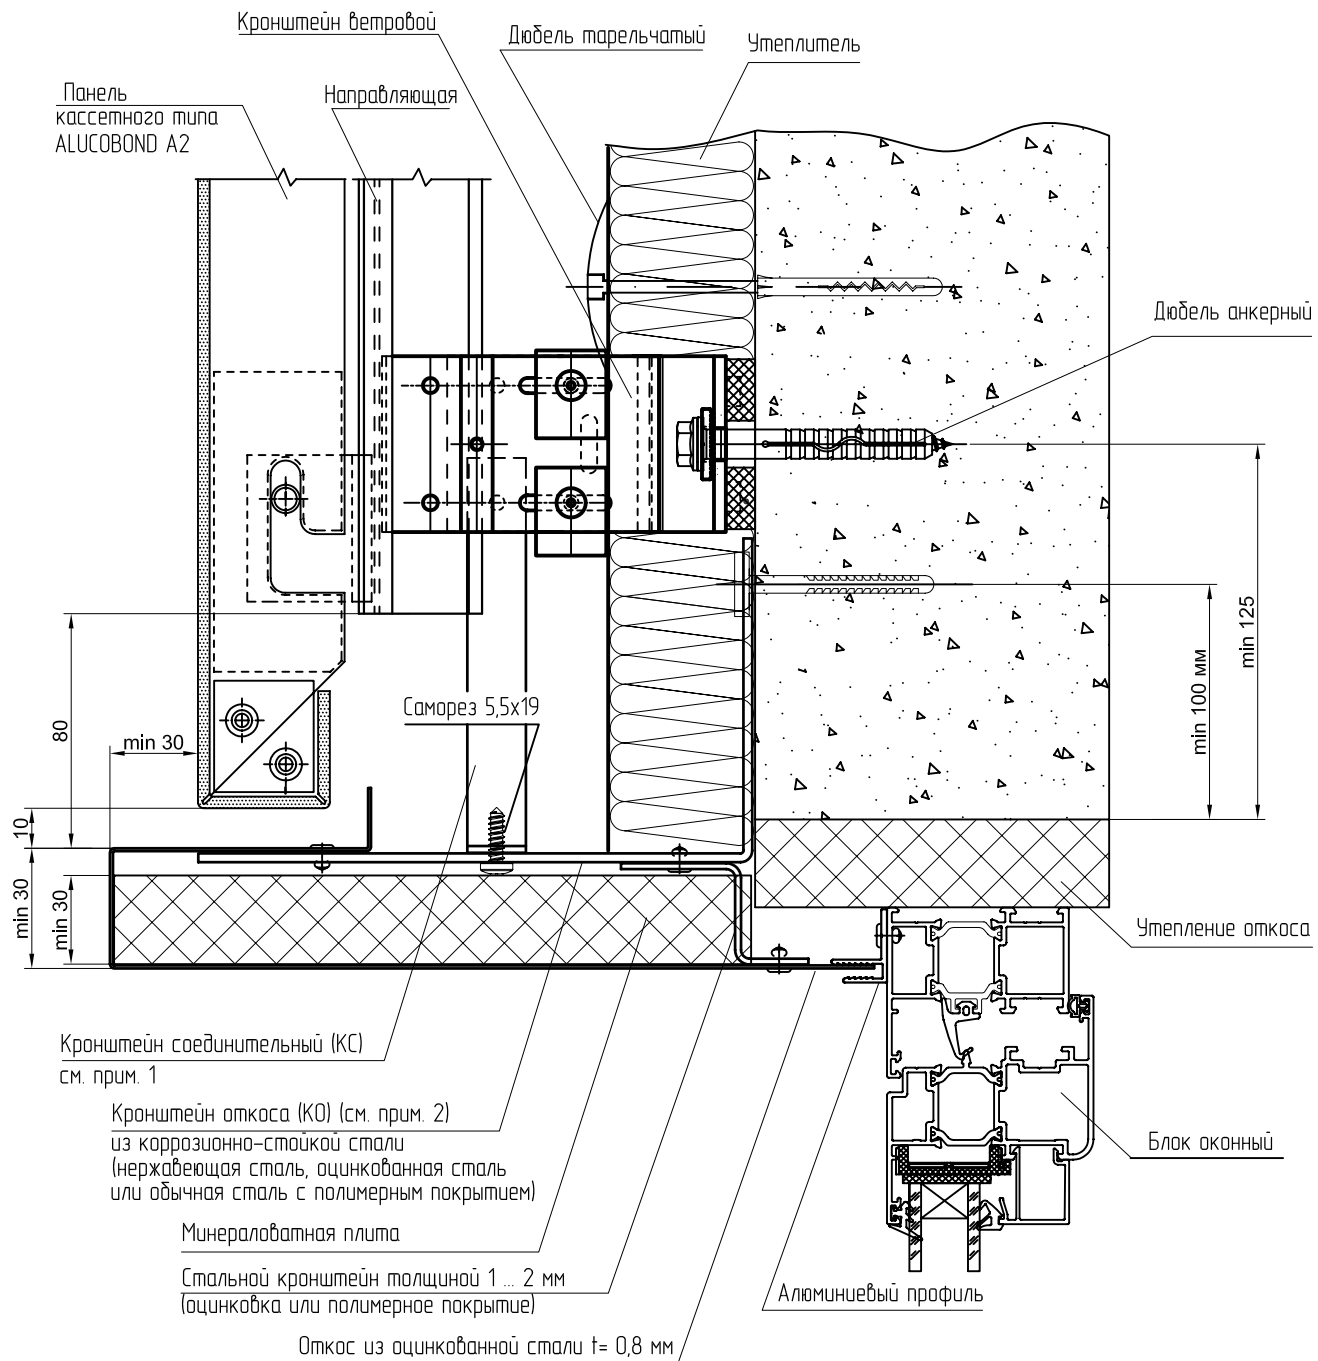 Кронштейн ветровой
Дюбель тарельчатый
Утеплитель
Панель
кассетного типа
ALUCOBOND A2
Направляющая
Дюбель анкерный
min 125
min 100 мм
Саморез 5,5х19
80
min 30
10
min 30
min 30
Утепление откоса
Кронштейн соединительный (КС)
см. прим. 1
Кронштейн откоса (КО) (см. прим. 2)
из коррозионно-стойкой стали
(нержавеющая сталь, оцинкованная сталь
или обычная сталь с полимерным покрытием)
Блок оконный
Минераловатная плита
Стальной кронштейн толщиной 1 ... 2 мм
(оцинковка или полимерное покрытие)
Алюминиевый профиль
Откос из оцинкованной стали t= 0,8 мм